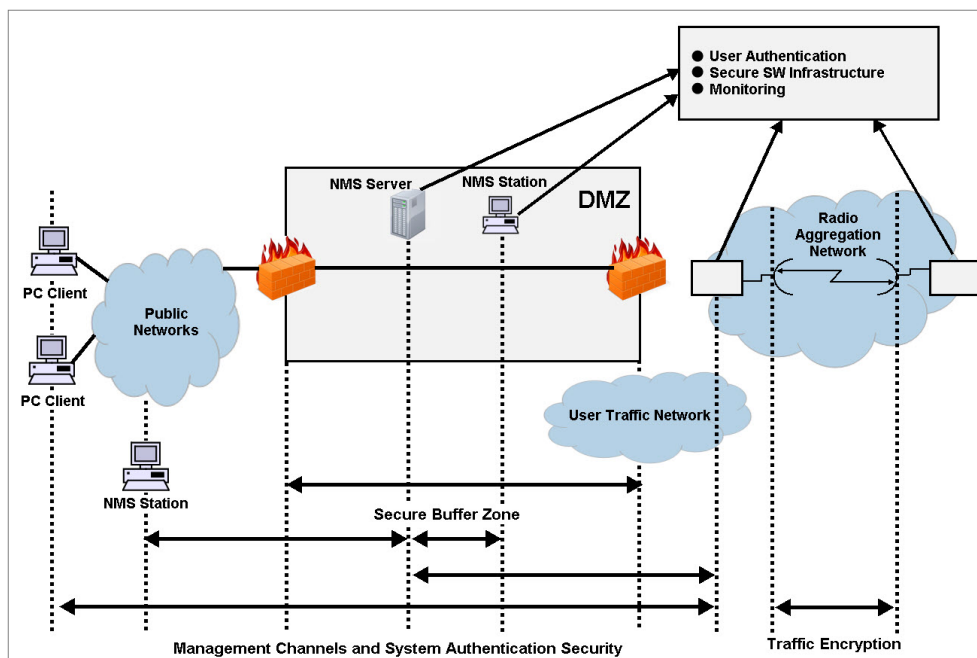 ● User Authentication
● Secure SW Infrastructure
● Monitoring
NMS Server
NMS Station
DMZ
Radio
Aggregation
Network
PC Client
Public
Networks
PC Client
User Traffic Network
NMS Station
Secure Buffer Zone
Management Channels and System Authentication Security
Traffic Encryption